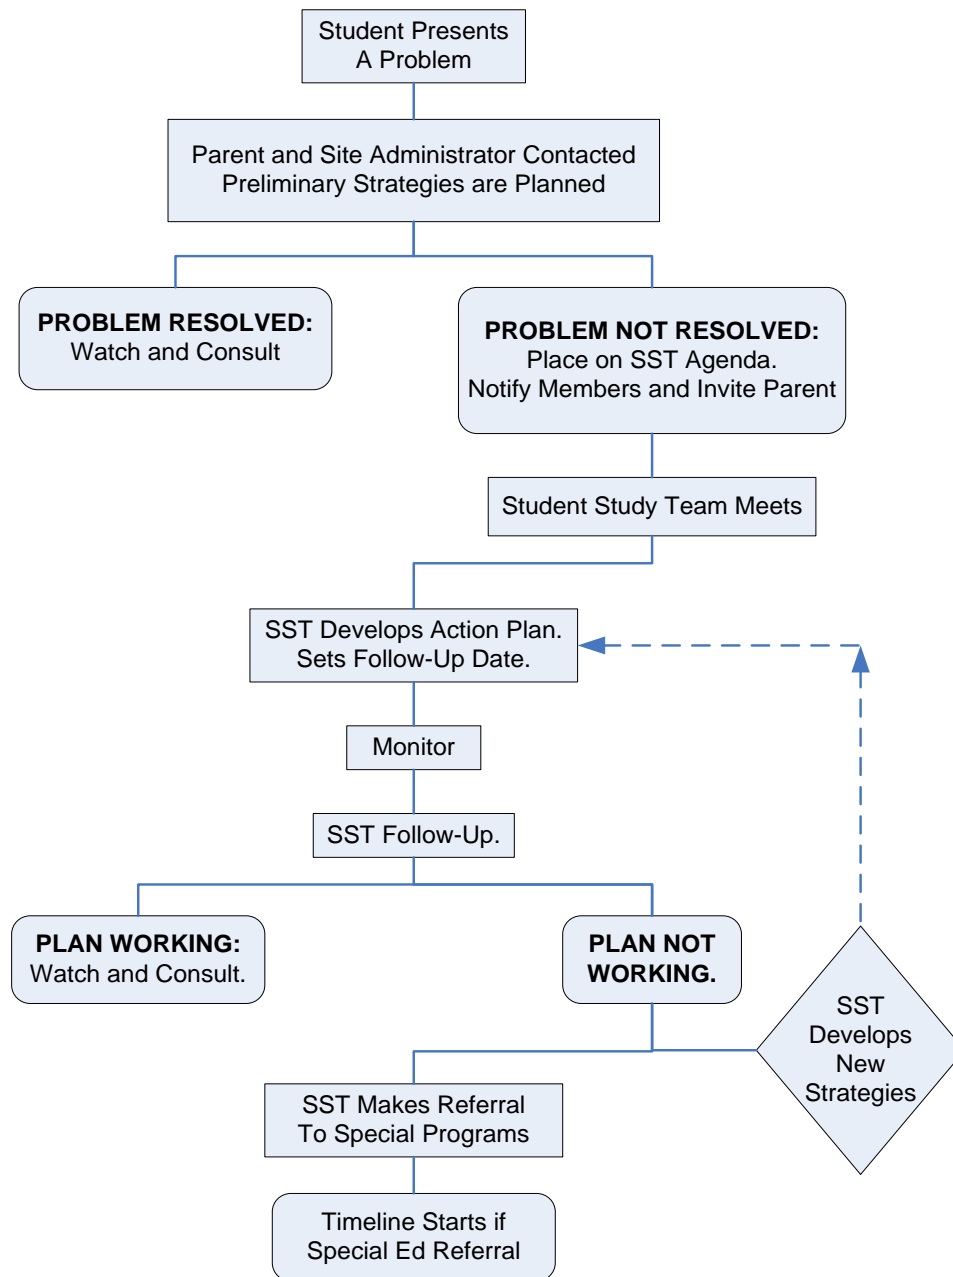 Student Presents
A Problem
Parent and Site Administrator Contacted
Preliminary Strategies are Planned
PROBLEM RESOLVED:
Watch and Consult
PROBLEM NOT RESOLVED:
Place on SST Agenda.
Notify Members and Invite Parent
Student Study Team Meets
SST Develops Action Plan.
Sets Follow-Up Date.
Monitor
SST Follow-Up.
PLAN WORKING:
Watch and Consult.
PLAN NOT
WORKING.
SST
Develops
New
Strategies
SST Makes Referral
To Special Programs
Timeline Starts if
Special Ed Referral